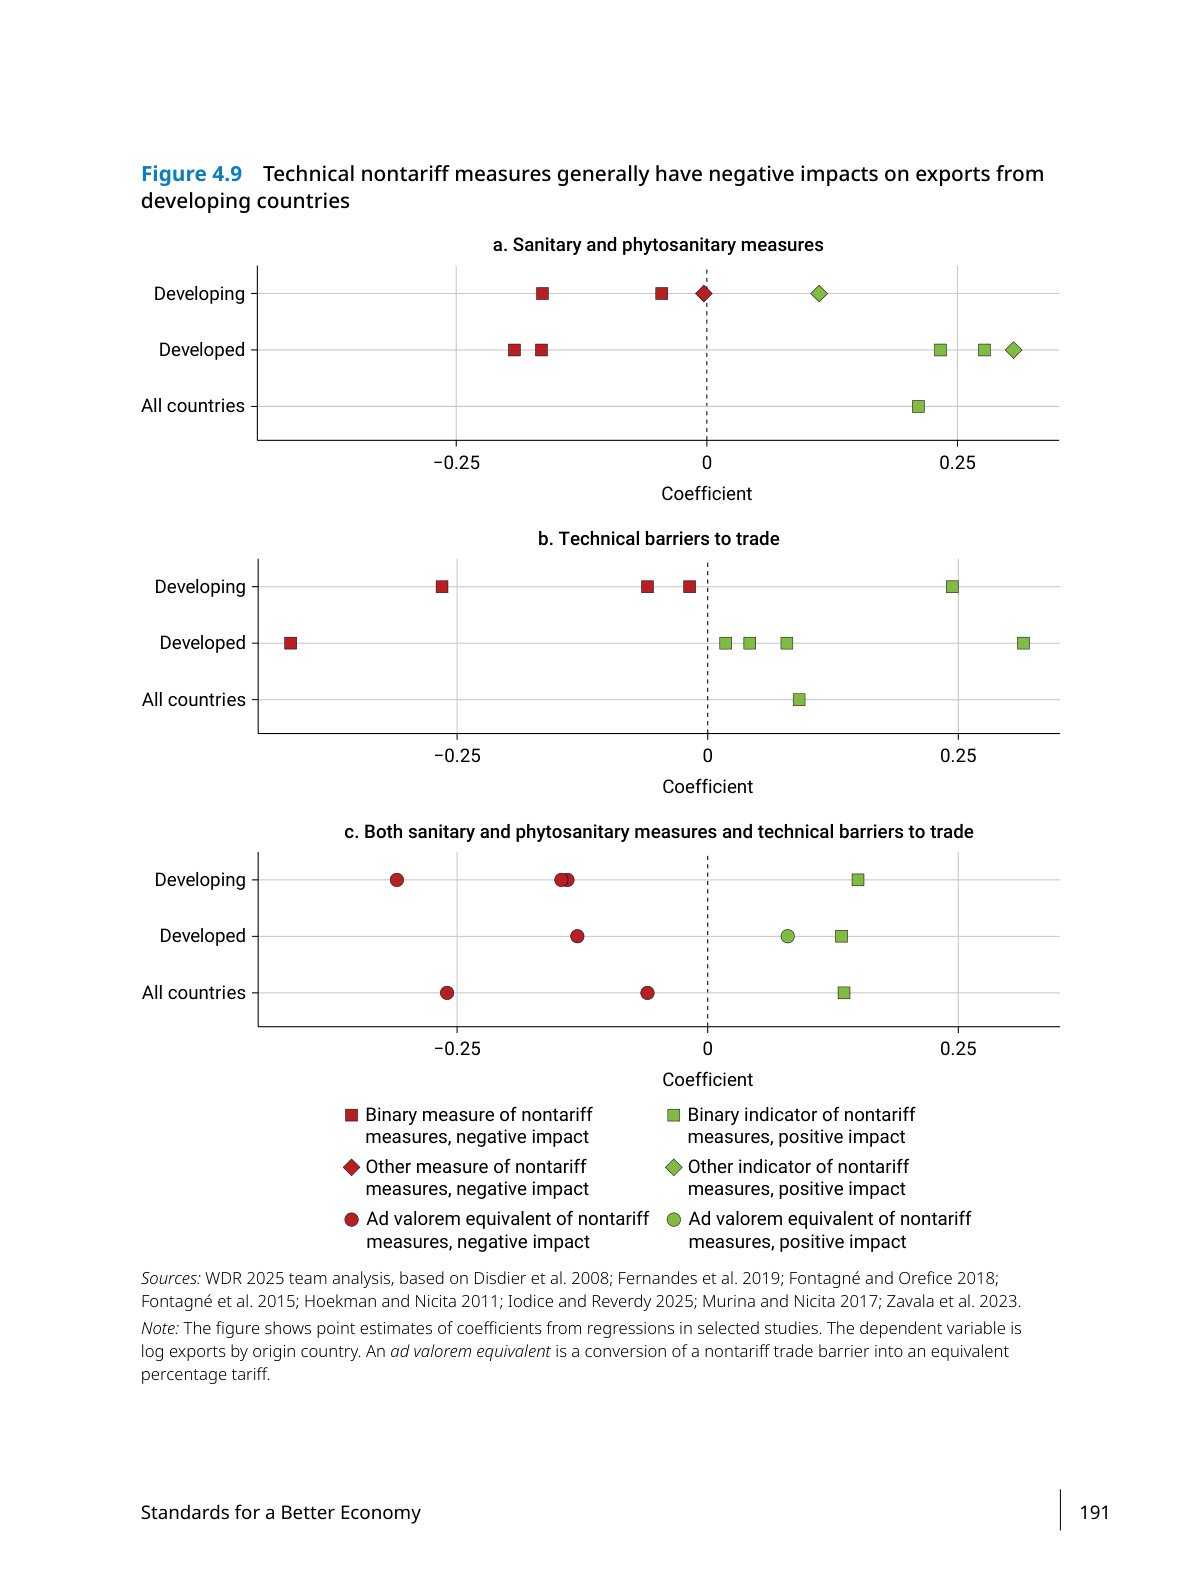 Figure 4.9 Technical nontariff measures generally have negative impacts on exports from
developing countries
a. Sanitary and phytosanitary measures
Developing
Developed
All countries
−0.25 0 0.25
Coefficient
b. Technical barriers to trade
Developing
Developed
All countries
−0.25 0 0.25
Coefficient
c. Both sanitary and phytosanitary measures and technical barriers to trade
Developing
Developed
All countries
−0.25 0 0.25
Coefficient
Binary measure of nontariff
measures, negative impact
Binary indicator of nontariff
measures, positive impact
Other measure of nontariff
measures, negative impact
Other indicator of nontariff
measures, positive impact
Ad valorem equivalent of nontariff
measures, negative impact
Ad valorem equivalent of nontariff
measures, positive impact
Sources: WDR 2025 team analysis, based on Disdier et al. 2008; Fernandes et al. 2019; Fontagné and Orefice 2018;
Fontagné et al. 2015; Hoekman and Nicita 2011; Iodice and Reverdy 2025; Murina and Nicita 2017; Zavala et al. 2023.
Note: The figure shows point estimates of coefficients from regressions in selected studies. The dependent variable is
log exports by origin country. An ad valorem equivalent is a conversion of a nontariff trade barrier into an equivalent
percentage tariff.
Standards for a Better Economy 191